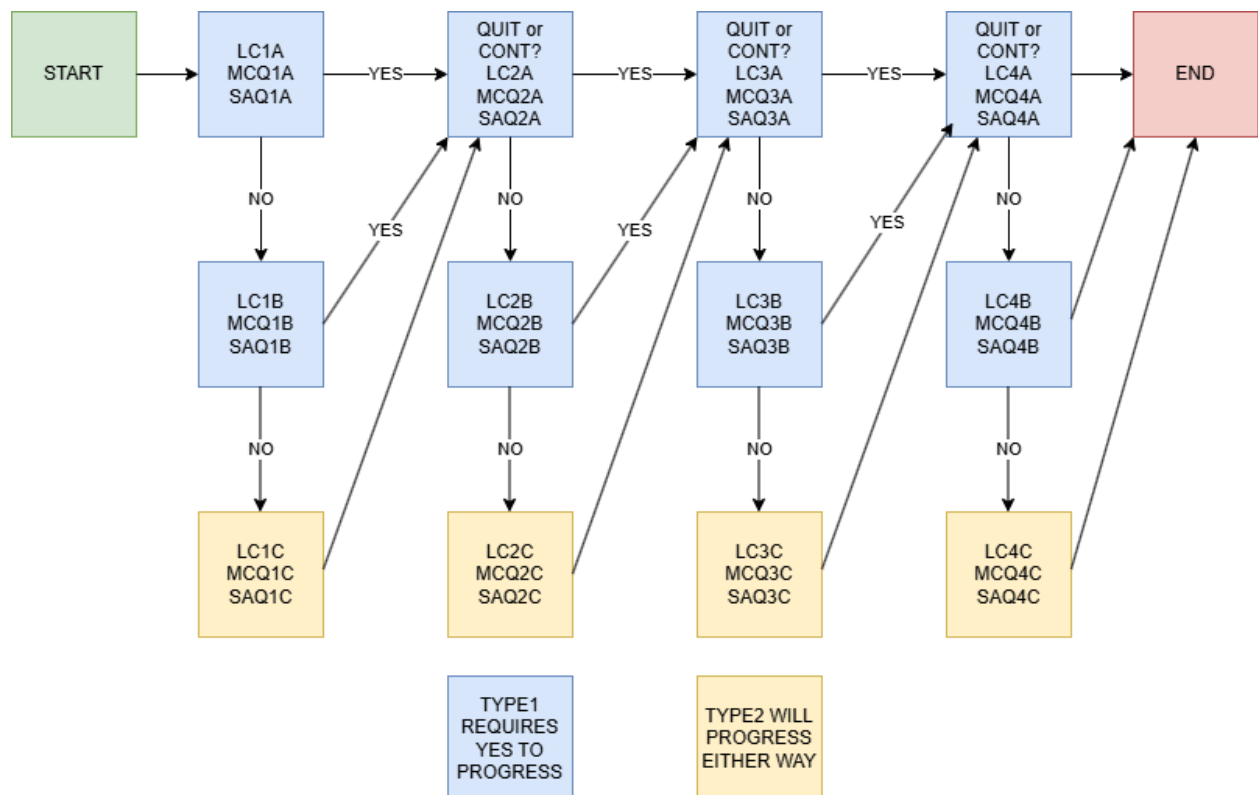 START
LC1A
MCQ1A
SAQ1A
YES
QUIT or
CONT?
LC2A
MCQ2A
SAQ2A
YES
QUIT or
CONT?
LC3A
MCQ3A
SAQ3A
YES
QUIT or
CONT?
LC4A
MCQ4A
SAQ4A
END
NO
YES
NO
YES
NO
YES
NO
LC1B
MCQ1B
SAQ1B
LC2B
MCQ2B
SAQ2B
LC3B
MCQ3B
SAQ3B
LC4B
MCQ4B
SAQ4B
NO
NO
NO
NO
LC1C
MCQ1C
SAQ1C
LC2C
MCQ2C
SAQ2C
LC3C
MCQ3C
SAQ3C
LC4C
MCQ4C
SAQ4C
TYPE1
REQUIRES
YES TO
PROGRESS
TYPE2 WILL
PROGRESS
EITHER WAY